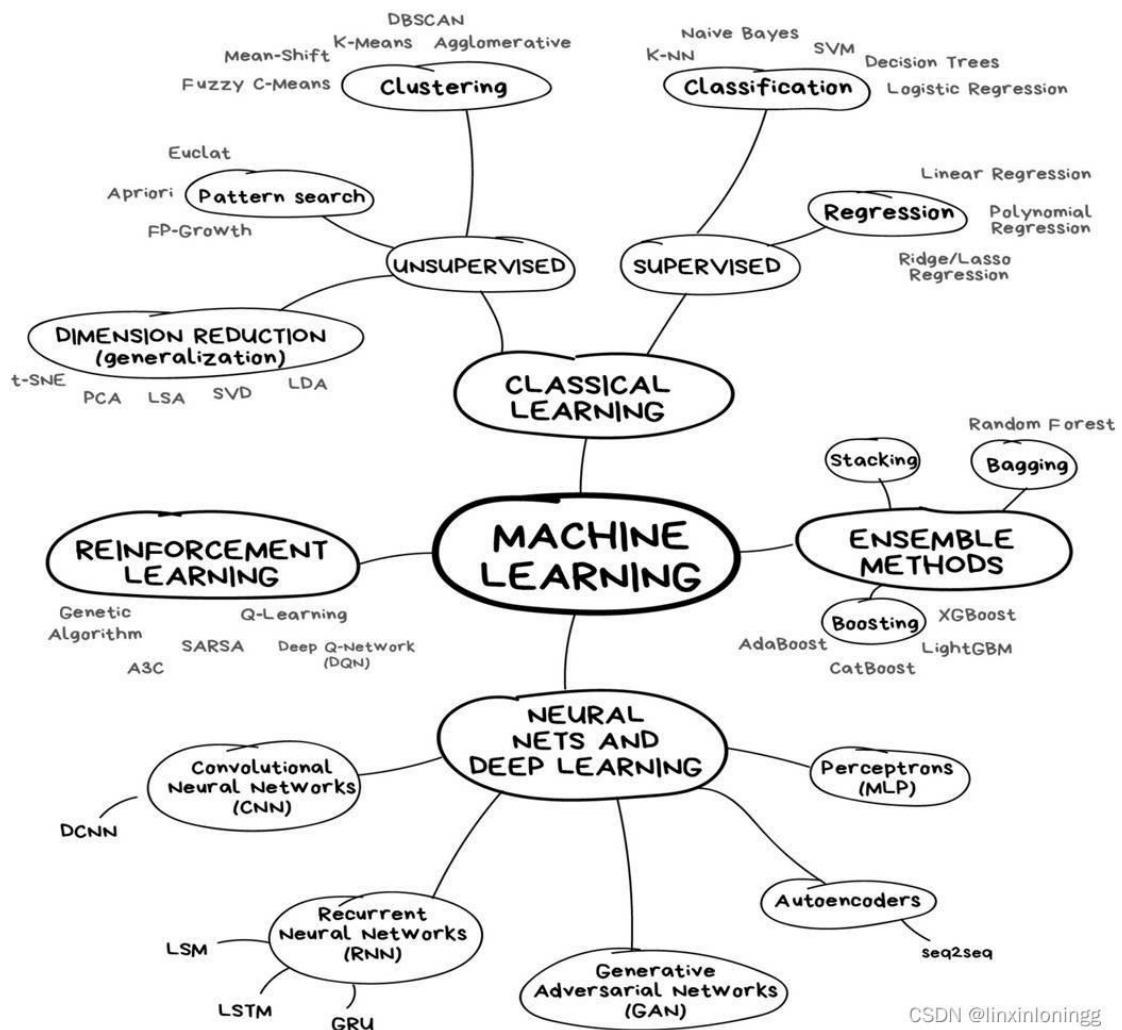 DBSCAN
Mean-Shift
K-Means
Agglomerative
Fuzzy C-Means
Clustering
Naive Bayes
K-NN
SVM
Decision Trees
Classification
Logistic Regression
Euclat
Apriori
Pattern search
FP-Growth
Linear Regression
Regression
Polynomial
Regression
Ridge/Lasso
Regression
UNSUPERVISED
SUPERVISED
DIMENSION REDUCTION
(generalization)
t-SNE
PCA
LSA
SVD
LDA
CLASSICAL
LEARNING
Random Forest
Stacking
Bagging
MACHINE
LEARNING
REINFORCEMENT
LEARNING
ENSEMBLE
METHODS
Genetic
Algorithm
Q-Learning
SARSA
Deep Q-Network
(DQN)
A3C
Boosting
XGBoost
AdaBoost
LightGBM
CatBoost
NEURAL
NETS AND
DEEP LEARNING
Convolutional
Neural Networks
(CNN)
DCNN
Perceptrons
(MLP)
Autoencoders
seq2seq
Recurrent
Neural Networks
(RNN)
LSM
LSTM
GRU
Generative
Adversarial Networks
(GAN)
CSDN @linxinloningg